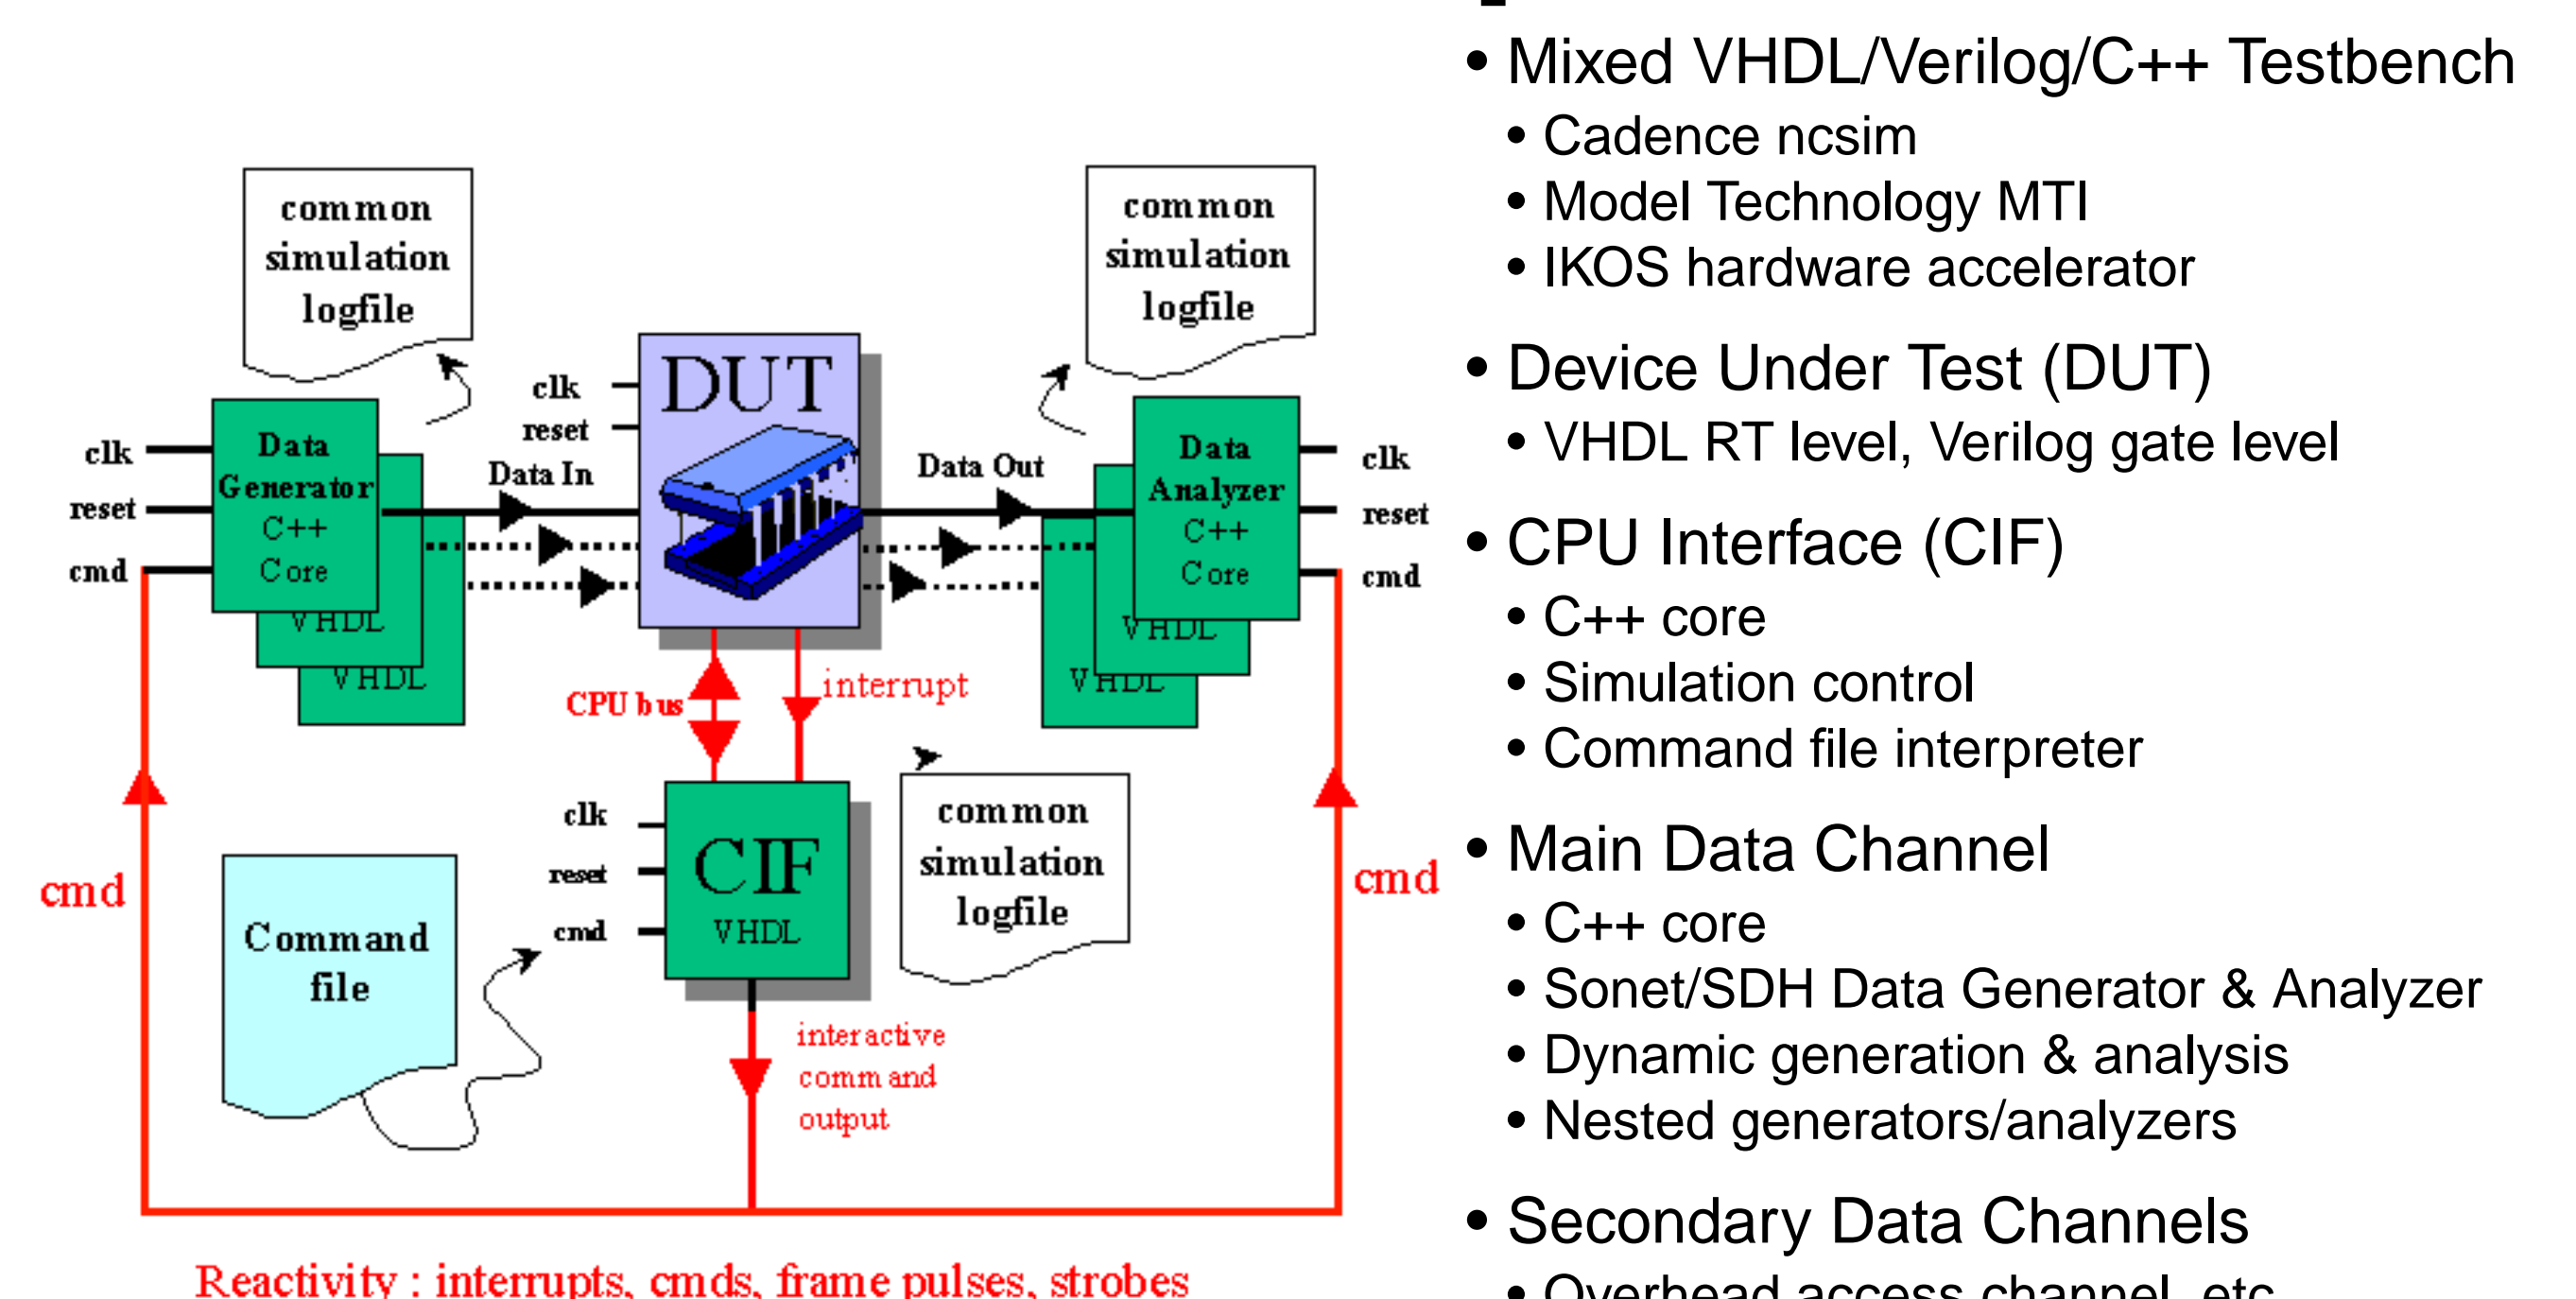 common
simulation
logfile
common
simulation
logfile
clk
reset
cmd
Data
Generator
C++
Core
VHDL
VHDL
Data In
clk
reset
DUT
Data Out
Data
Analyzer
C++
Core
VHDL
VHDL
clk
reset
cmd
CPU bus
interrupt
cmd
Command
file
clk
reset
cmd
CIF
VHDL
common
simulation
logfile
cmd
interactive
command
output
Reactivity : interrupts, cmds, frame pulses, strobes
• Mixed VHDL/Verilog/C++ Testbench
• Cadence ncsim
• Model Technology MTI
• IKOS hardware accelerator
• Device Under Test (DUT)
• VHDL RT level, Verilog gate level
• CPU Interface (CIF)
• C++ core
• Simulation control
• Command file interpreter
• Main Data Channel
• C++ core
• Sonet/SDH Data Generator & Analyzer
• Dynamic generation & analysis
• Nested generators/analyzers
• Secondary Data Channels
• Overhead access channel, etc